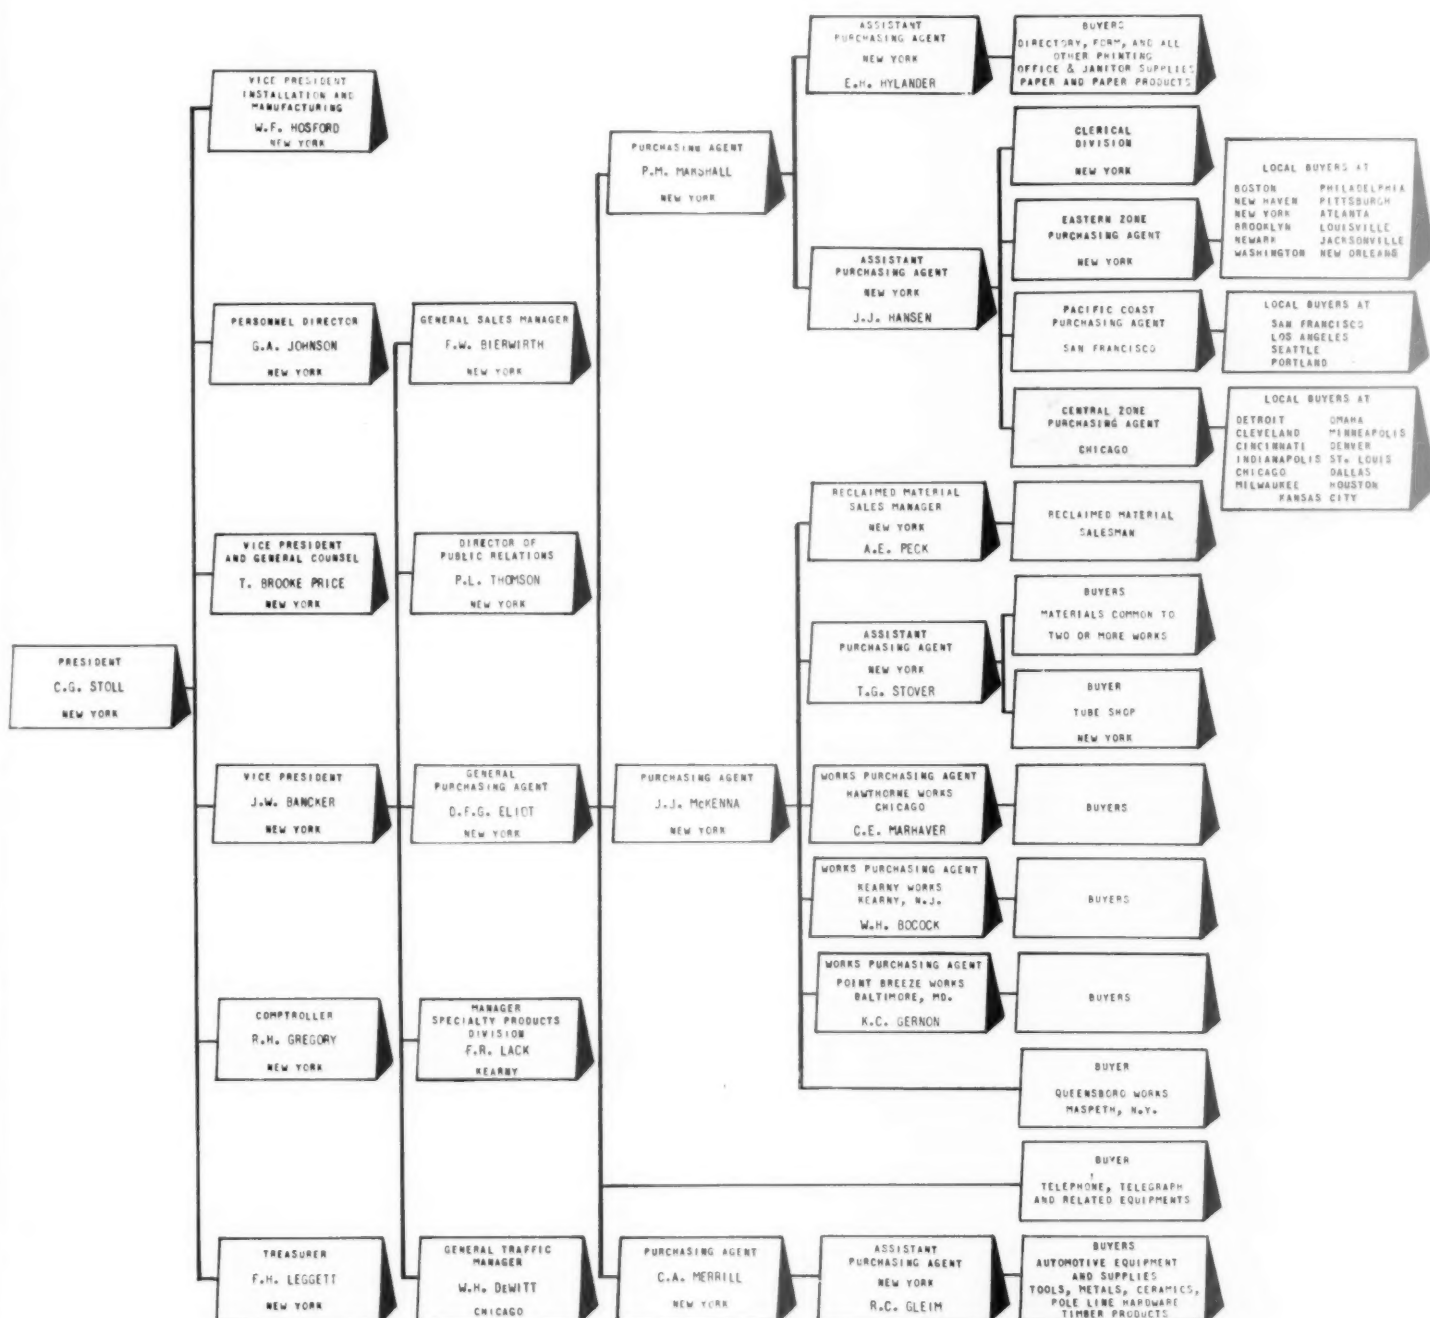 PRESIDENT
C.G. STOLL
NEW YORK
VICE PRESIDENT
INSTALLATION AND
MANUFACTURING
W.F. HOSFORD
NEW YORK
PERSONNEL DIRECTOR
G.A. JOHNSON
NEW YORK
VICE PRESIDENT
AND GENERAL COUNSEL
T. BROOKE PRICE
NEW YORK
VICE PRESIDENT
J.W. BANCKER
NEW YORK
COMPTROLLER
R.H. GREGORY
NEW YORK
TREASURER
F.H. LEGGETT
NEW YORK
GENERAL SALES MANAGER
F.W. BIERWIRTH
NEW YORK
DIRECTOR OF
PUBLIC RELATIONS
P.L. THOMSON
NEW YORK
GENERAL
PURCHASING AGENT
D.F.G. ELIOT
NEW YORK
MANAGER
SPECIALTY PRODUCTS
DIVISION
F.R. LACK
KEARNY
GENERAL TRAFFIC
MANAGER
W.H. DeWITT
CHICAGO
PURCHASING AGENT
P.M. MARSHALL
NEW YORK
PURCHASING AGENT
J.J. McKENNA
NEW YORK
PURCHASING AGENT
C.A. MERRILL
NEW YORK
ASSISTANT
PURCHASING AGENT
NEW YORK
E.H. HYLANDER
ASSISTANT
PURCHASING AGENT
NEW YORK
J.J. HANSEN
RECLAIMED MATERIAL
SALES MANAGER
NEW YORK
A.E. PECK
ASSISTANT
PURCHASING AGENT
NEW YORK
T.G. STOVER
WORKS PURCHASING AGENT
HAWTHORNE WORKS
CHICAGO
C.E. MARHAVER
WORKS PURCHASING AGENT
KEARNY WORKS
KEARNY, N.J.
W.H. BOCOCK
WORKS PURCHASING AGENT
POINT BREEZE WORKS
BALTIMORE, MD.
K.C. GERNON
ASSISTANT
PURCHASING AGENT
NEW YORK
R.C. GLEIM
BUYERS
DIRECTORY, FORM, AND ALL
OTHER PRINTING
OFFICE & JANITOR SUPPLIES
PAPER AND PAPER PRODUCTS
CLERICAL
DIVISION
NEW YORK
EASTERN ZONE
PURCHASING AGENT
NEW YORK
PACIFIC COAST
PURCHASING AGENT
SAN FRANCISCO
CENTRAL ZONE
PURCHASING AGENT
CHICAGO
RECLAIMED MATERIAL
SALESMAN
BUYERS
MATERIALS COMMON TO
TWO OR MORE WORKS
BUYER
TUBE SHOP
NEW YORK
BUYERS
BUYERS
BUYERS
BUYER
QUEENSBORO WORKS
MASPETH, N.Y.
BUYER
TELEPHONE, TELEGRAPH
AND RELATED EQUIPMENTS
BUYERS
AUTOMOTIVE EQUIPMENT
AND SUPPLIES
TOOLS, METALS, CERAMICS,
POLE LINE HARDWARE
TIMBER PRODUCTS
LOCAL BUYERS AT
BOSTON PHILADELPHIA
NEW HAVEN PITTSBURGH
NEW YORK ATLANTA
BROOKLYN LOUISVILLE
NEWARK JACKSONVILLE
WASHINGTON NEW ORLEANS
LOCAL BUYERS AT
SAN FRANCISCO
LOS ANGELES
SEATTLE
PORTLAND
LOCAL BUYERS AT
DETROIT OMAHA
CLEVELAND MINNEAPOLIS
CINCINNATI DENVER
INDIANAPOLIS ST. LOUIS
CHICAGO DALLAS
MILWAUKEE HOUSTON
KANSAS CITY